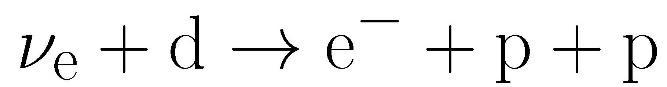 νₑ + d → e⁻ + p + p